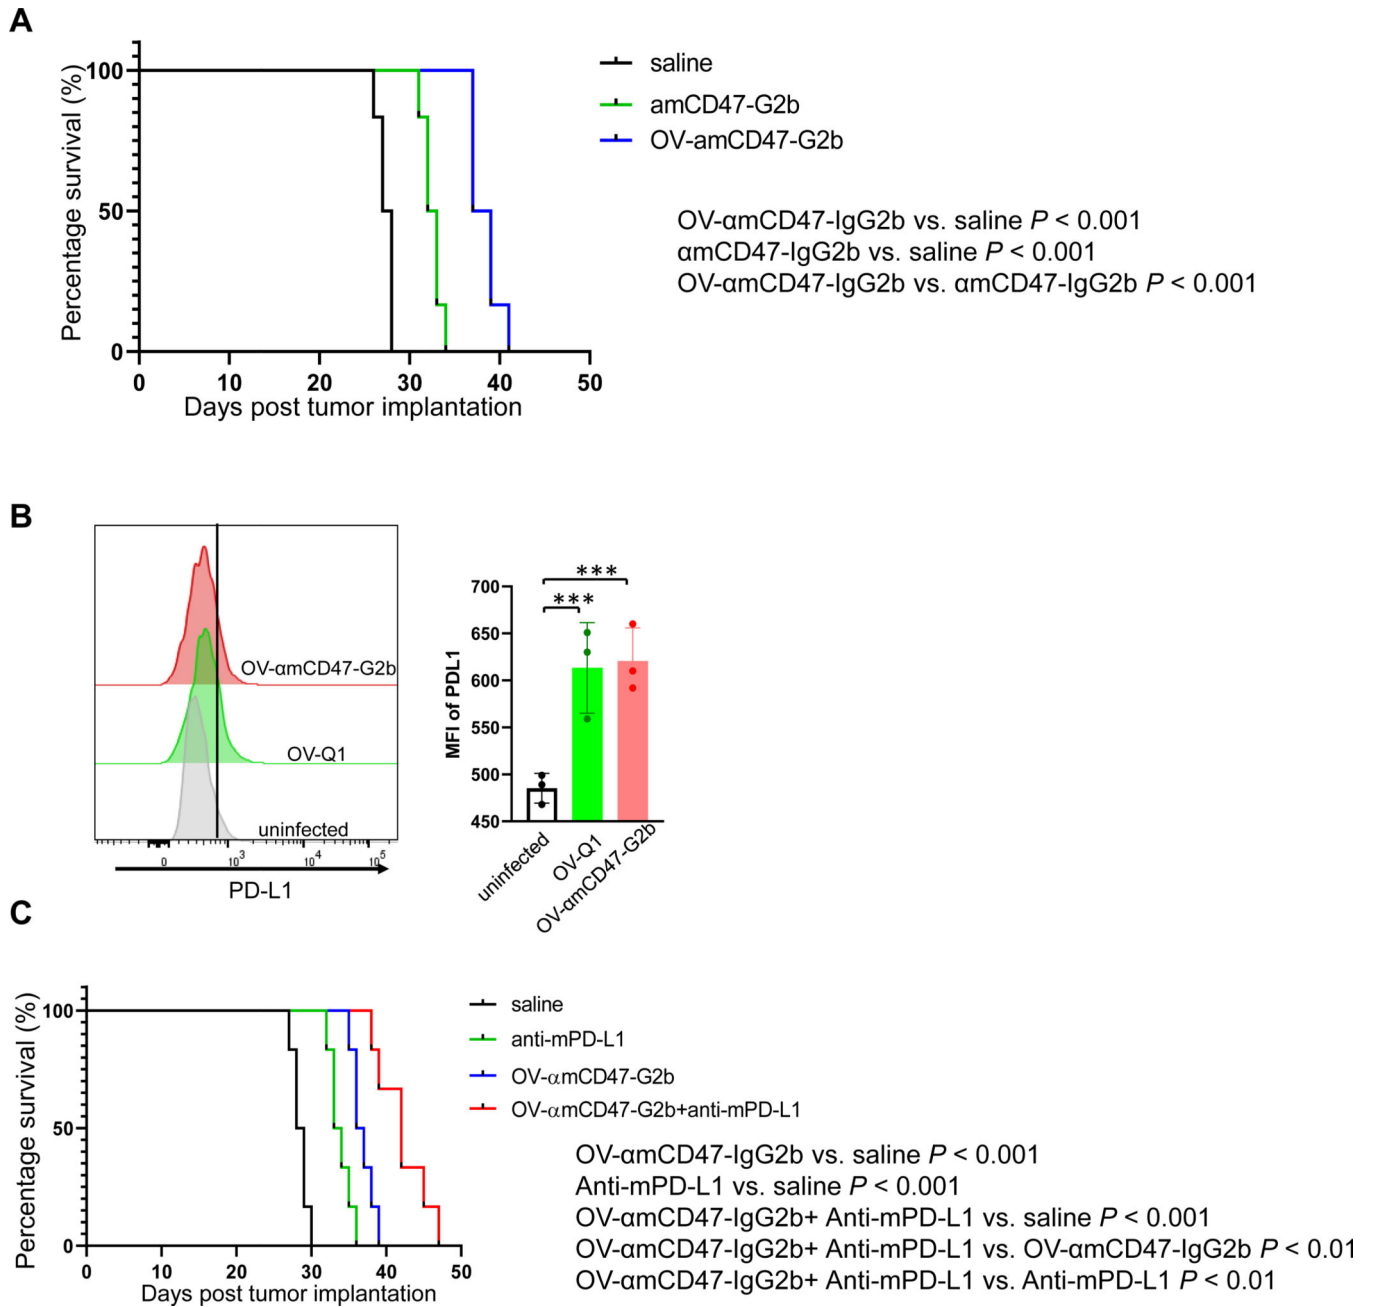 A
Percentage survival (%)
100
50
0
0 10 20 30 40 50
Days post tumor implantation
saline
amCD47-G2b
OV-amCD47-G2b
OV-αmCD47-IgG2b vs. saline P < 0.001
αmCD47-IgG2b vs. saline P < 0.001
OV-αmCD47-IgG2b vs. αmCD47-IgG2b P < 0.001
B
OV-αmCD47-G2b
OV-Q1
uninfected
0 10³ 10⁴ 10⁵
PD-L1
MFI of PDL1
700
650
600
550
500
450
***
***
uninfected
OV-Q1
OV-αmCD47-G2b
C
Percentage survival (%)
100
50
0
0 10 20 30 40 50
Days post tumor implantation
saline
anti-mPD-L1
OV-αmCD47-G2b
OV-αmCD47-G2b+anti-mPD-L1
OV-αmCD47-IgG2b vs. saline P < 0.001
Anti-mPD-L1 vs. saline P < 0.001
OV-αmCD47-IgG2b+ Anti-mPD-L1 vs. saline P < 0.001
OV-αmCD47-IgG2b+ Anti-mPD-L1 vs. OV-αmCD47-IgG2b P < 0.01
OV-αmCD47-IgG2b+ Anti-mPD-L1 vs. Anti-mPD-L1 P < 0.01